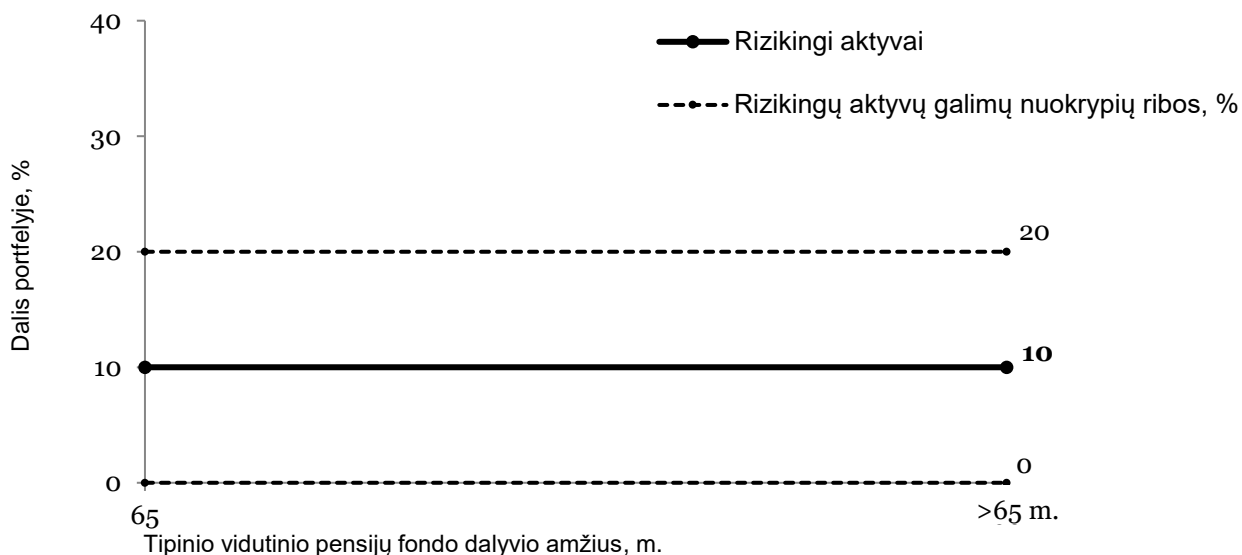 40
Rizikingi aktyvai
Rizikingų aktyvų galimų nuokrypių ribos, %
30
Dalis portfelyje, %
20
20
10
10
0
0
65
>65 m.
Tipinio vidutinio pensijų fondo dalyvio amžius, m.